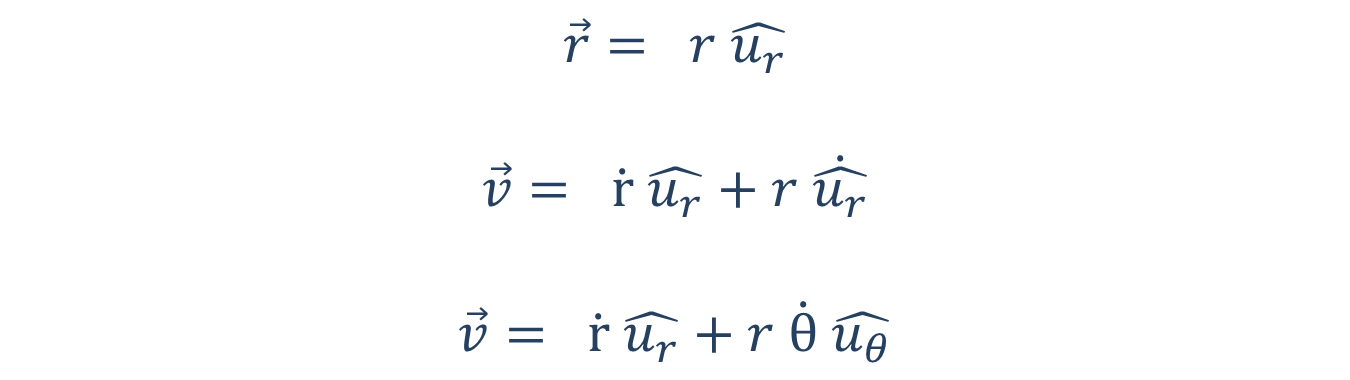 r⃗ = r û_r
v⃗ = ṙ û_r + r û̇_r
v⃗ = ṙ û_r + r θ̇ û_θ